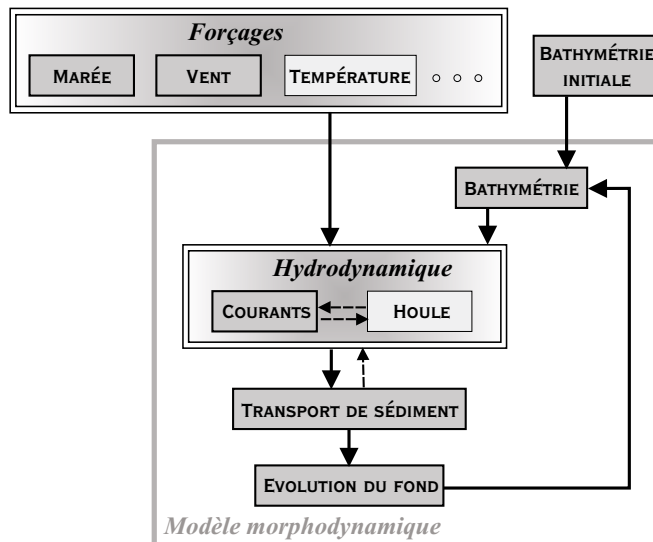 Forçages
MARÉE
VENT
TEMPÉRATURE
BATHYMÉTRIE
INITIALE
BATHYMÉTRIE
Hydrodynamique
COURANTS
HOULE
TRANSPORT DE SÉDIMENT
EVOLUTION DU FOND
Modèle morphodynamique